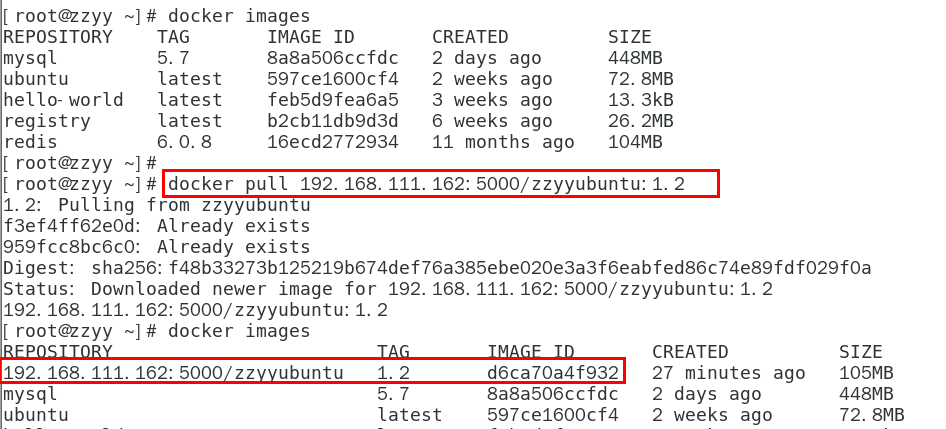 [root@zzyy ~]# docker images
REPOSITORY TAG IMAGE ID CREATED SIZE
mysql 5.7 8a8a506ccfdc 2 days ago 448MB
ubuntu latest 597ce1600cf4 2 weeks ago 72.8MB
hello-world latest feb5d9fea6a5 3 weeks ago 13.3kB
registry latest b2cb11db9d3d 6 weeks ago 26.2MB
redis 6.0.8 16ecd2772934 11 months ago 104MB
[root@zzyy ~]#
[root@zzyy ~]# docker pull 192.168.111.162:5000/zzyyubuntu:1.2
1.2: Pulling from zzyyubuntu
f3ef4ff62e0d: Already exists
959fcc8bc6c0: Already exists
Digest: sha256:f48b33273b125219b674def76a385ebe020e3a3f6eabfed86c74e89fdf029f0a
Status: Downloaded newer image for 192.168.111.162:5000/zzyyubuntu:1.2
192.168.111.162:5000/zzyyubuntu:1.2
[root@zzyy ~]# docker images
REPOSITORY TAG IMAGE ID CREATED SIZE
192.168.111.162:5000/zzyyubuntu 1.2 d6ca70a4f932 27 minutes ago 105MB
mysql 5.7 8a8a506ccfdc 2 days ago 448MB
ubuntu latest 597ce1600cf4 2 weeks ago 72.8MB